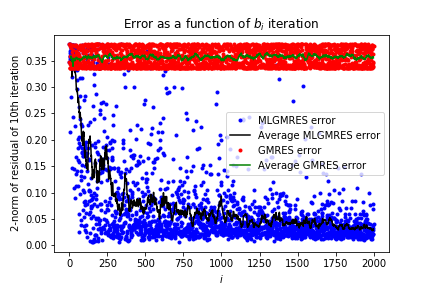 Error as a function of b_i iteration
2-norm of residual of 10th iteration
0.35
0.30
0.25
0.20
0.15
0.10
0.05
0.00
MLGMRES error
Average MLGMRES error
GMRES error
Average GMRES error
0 250 500 750 1000 1250 1500 1750 2000
i